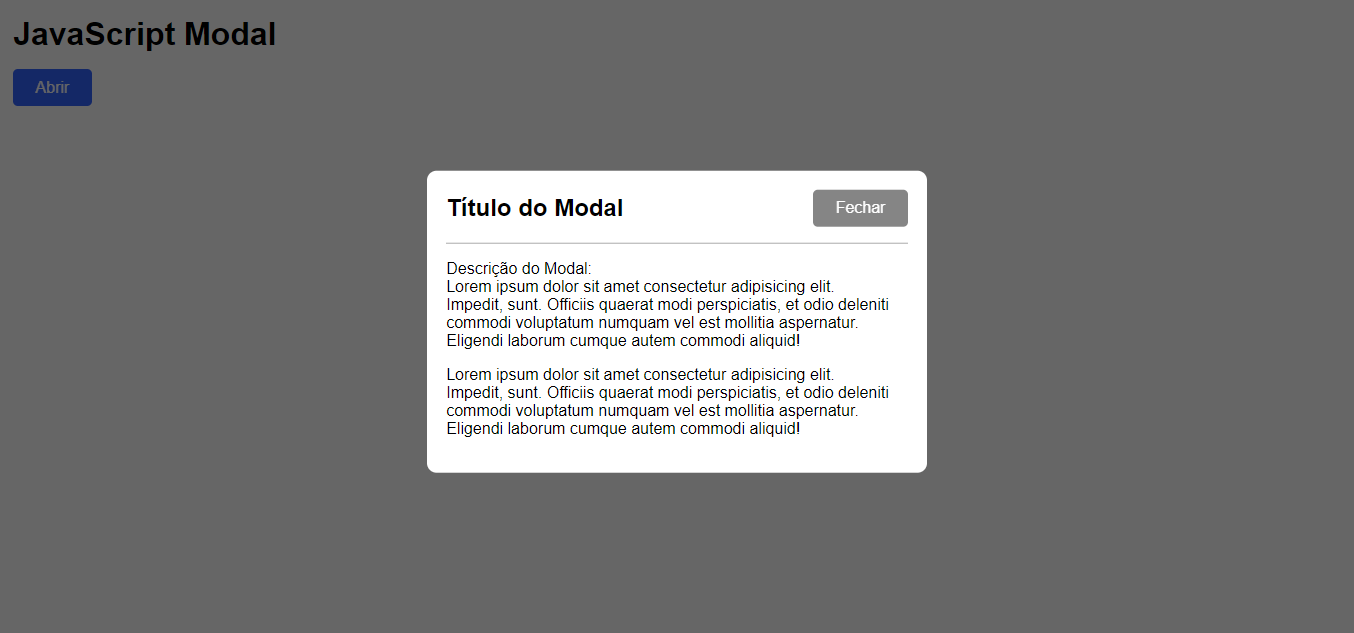 JavaScript Modal
Abrir
Título do Modal
Fechar
Descrição do Modal:
Lorem ipsum dolor sit amet consectetur adipisicing elit.
Impedit, sunt. Officiis quaerat modi perspiciatis, et odio deleniti
commodi voluptatum numquam vel est mollitia aspernatur.
Eligendi laborum cumque autem commodi aliquid!
Lorem ipsum dolor sit amet consectetur adipisicing elit.
Impedit, sunt. Officiis quaerat modi perspiciatis, et odio deleniti
commodi voluptatum numquam vel est mollitia aspernatur.
Eligendi laborum cumque autem commodi aliquid!